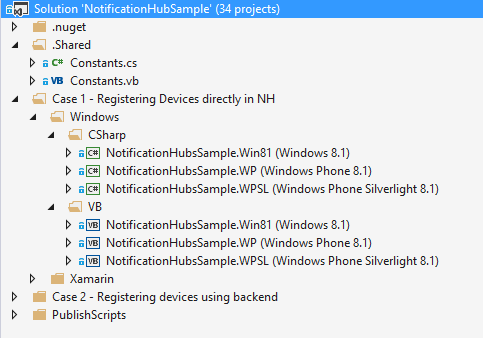 Solution 'NotificationHubSample' (34 projects)
.nuget
.Shared
C# Constants.cs
VB Constants.vb
Case 1 - Registering Devices directly in NH
Windows
CSharp
C# NotificationHubsSample.Win81 (Windows 8.1)
C# NotificationHubsSample.WP (Windows Phone 8.1)
C# NotificationHubsSample.WPSL (Windows Phone Silverlight 8.1)
VB
VB NotificationHubsSample.Win81 (Windows 8.1)
VB NotificationHubsSample.WP (Windows Phone 8.1)
VB NotificationHubsSample.WPSL (Windows Phone Silverlight 8.1)
Xamarin
Case 2 - Registering devices using backend
PublishScripts